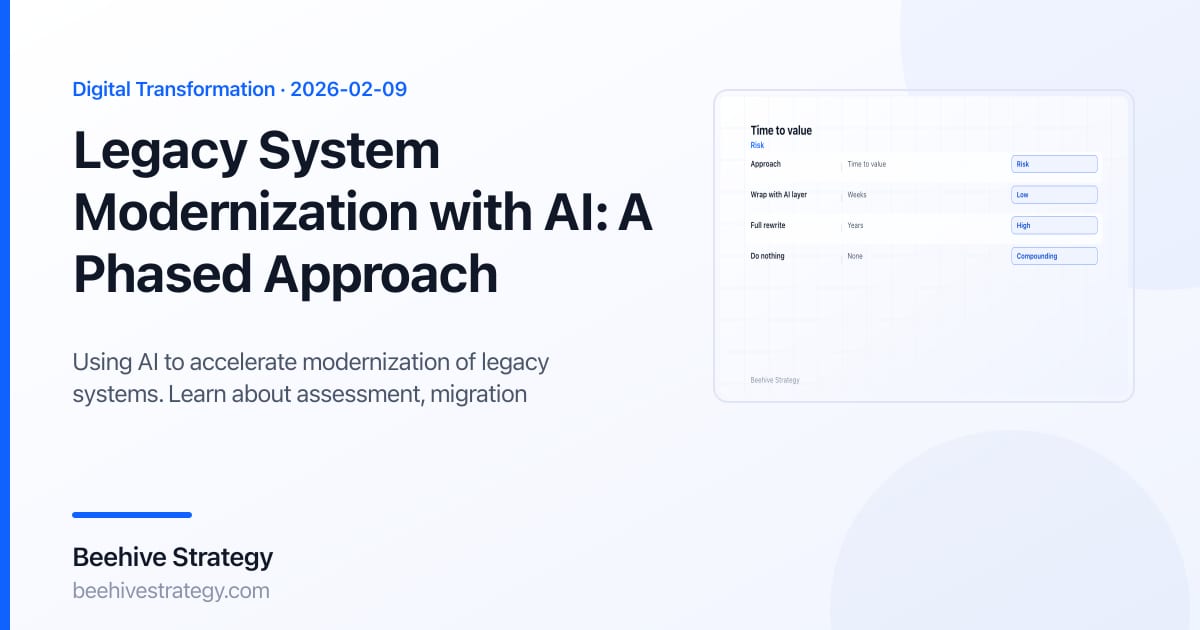 Digital Transformation · 2026-02-09
Legacy System
Modernization with AI: A
Phased Approach
Using AI to accelerate modernization of legacy
systems. Learn about assessment, migration
Beehive Strategy
beehivestrategy.com
Time to value
Risk
Approach Time to value Risk
Wrap with AI layer Weeks Low
Full rewrite Years High
Do nothing None Compounding
Beehive Strategy